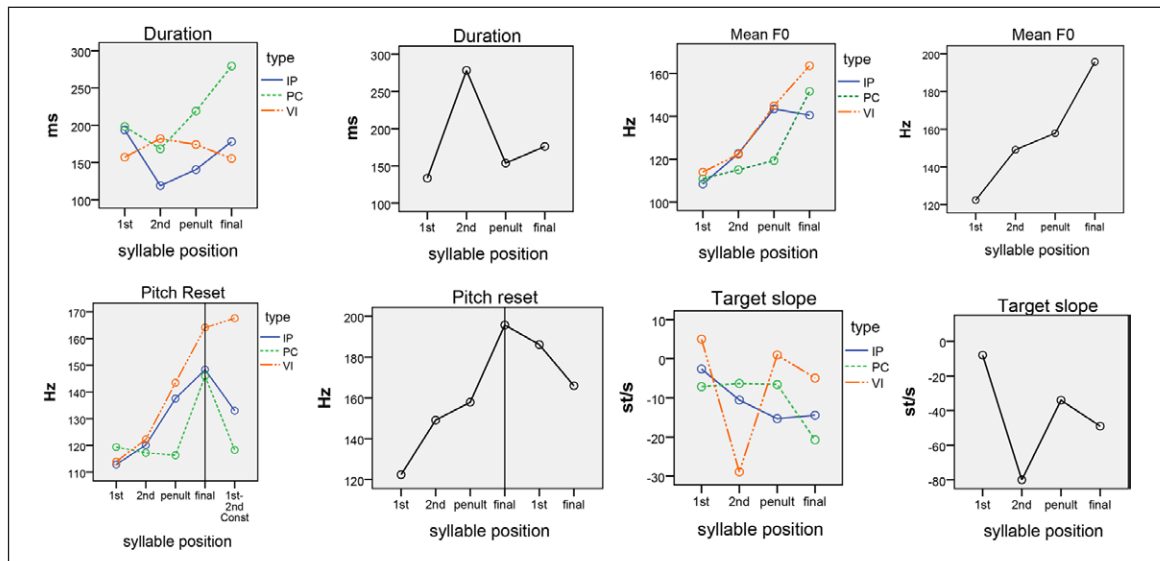 Duration
300
250
200
150
100
ms
1st 2nd penult final
syllable position
type
IP
PC
VI
Duration
300
250
200
150
100
ms
1st 2nd penult final
syllable position
Mean F0
160
140
120
100
Hz
1st 2nd penult final
syllable position
type
IP
PC
VI
Mean F0
200
180
160
140
120
Hz
1st 2nd penult final
syllable position
Pitch Reset
170
160
150
140
130
120
110
Hz
1st 2nd penult final 1st-
2nd
Const
syllable position
type
IP
PC
VI
Pitch reset
200
180
160
140
120
Hz
1st 2nd penult final 1st final
syllable position
Target slope
10
0
-10
-20
-30
st/s
1st 2nd penult final
syllable position
type
IP
PC
VI
Target slope
0
-20
-40
-60
-80
st/s
1st 2nd penult final
syllable position